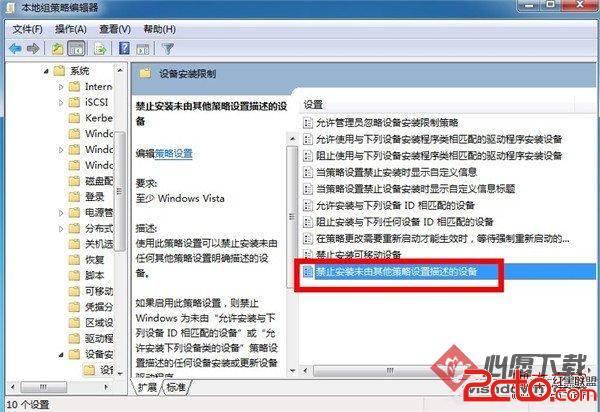 本地组策略编辑器
文件(F) 操作(A) 查看(V) 帮助(H)
系统
Intern
iSCSI
Kerbe
Windo
Windo
Windo
磁盘配
登录
电源管
分布式
关机选
恢复
脚本
可移动
凭据分
区域设
驱动程
设备安
设备安装限制
禁止安装未由其他策略设置描述的设
备
编辑策略设置
要求:
至少 Windows Vista
描述:
使用此策略设置可以禁止安装未由
任何其他策略设置明确描述的设
备。
如果启用此策略设置，则禁止
Windows 为未由“允许安装与下
列设备 ID 相匹配的设备”或“允
许安装下列设备类的设备”策略设
置描述的任何设备安装或更新设备
驱动程序
设置
允许管理员忽略设备安装限制策略
允许使用与下列设备安装程序类相匹配的驱动程序安装设备
阻止使用与下列设备安装程序类相匹配的驱动程序安装设备
当策略设置禁止安装时显示自定义信息
当策略设置禁止设备安装时显示自定义信息标题
允许安装与下列设备 ID 相匹配的设备
阻止安装与下列任何设备 ID 相匹配的设备
在策略更改需要重新启动才能生效时，等待强制重新启动的...
禁止安装可移动设备
禁止安装未由其他策略设置描述的设备
扩展 标准
10 个设置
心愿下载
红黑联盟
2cto.com